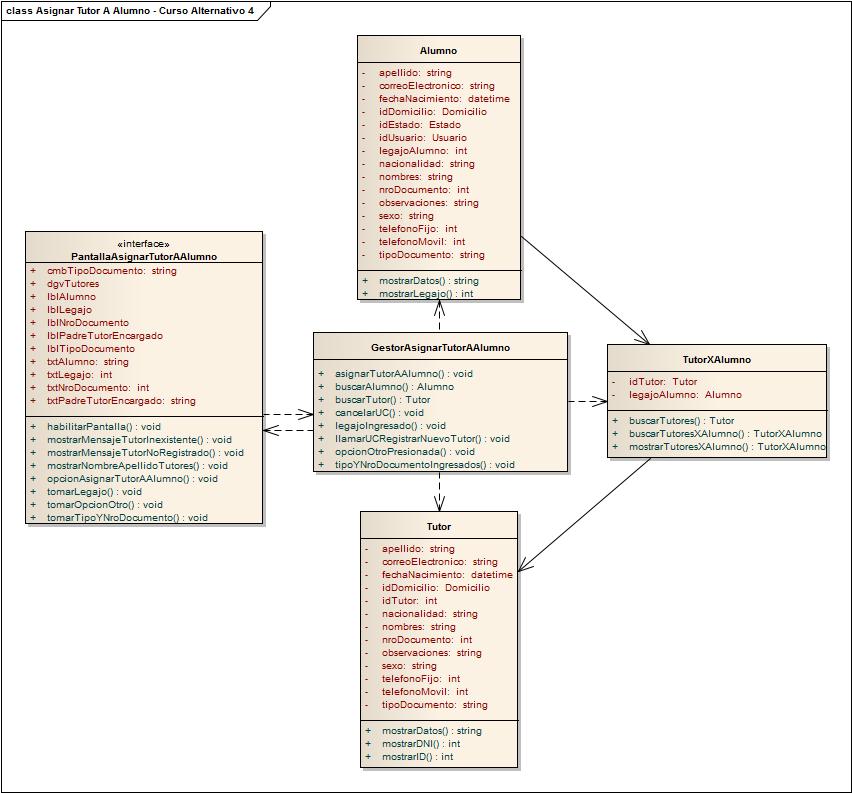 class Asignar Tutor A Alumno - Curso Alternativo 4
Alumno
- apellido: string
- correoElectronico: string
- fechaNacimiento: datetime
- idDomicilio: Domicilio
- idEstado: Estado
- idUsuario: Usuario
- legajoAlumno: int
- nacionalidad: string
- nombres: string
- nroDocumento: int
- observaciones: string
- sexo: string
- telefonoFijo: int
- telefonoMovil: int
- tipoDocumento: string
+ mostrarDatos() : string
+ mostrarLegajo() : int
«interface»
PantallaAsignarTutorAAlumno
+ cmbTipoDocumento: string
+ dgvTutores
+ lblAlumno
+ lblLegajo
+ lblNroDocumento
+ lblPadreTutorEncargado
+ lblTipoDocumento
+ txtAlumno: string
+ txtLegajo: int
+ txtNroDocumento: int
+ txtPadreTutorEncargado: string
+ habilitarPantalla() : void
+ mostrarMensajeTutorInexistente() : void
+ mostrarMensajeTutorNoRegistrado() : void
+ mostrarNombreApellidoTutores() : void
+ opcionAsignarTutorAAlumno() : void
+ tomarLegajo() : void
+ tomarOpcionOtro() : void
+ tomarTipoYNroDocumento() : void
GestorAsignarTutorAAlumno
+ asignarTutorAAlumno() : void
+ buscarAlumno() : Alumno
+ buscarTutor() : Tutor
+ cancelarUC() : void
+ legajoIngresado() : void
+ llamarUCRegistrarNuevoTutor() : void
+ opcionOtroPresionada() : void
+ tipoYNroDocumentoIngresados() : void
TutorXAlumno
- idTutor: Tutor
- legajoAlumno: Alumno
+ buscarTutores() : Tutor
+ buscarTutoresXAlumno() : TutorXAlumno
+ mostrarTutoresXAlumno() : TutorXAlumno
Tutor
- apellido: string
- correoElectronico: string
- fechaNacimiento: datetime
- idDomicilio: Domicilio
- idTutor: int
- nacionalidad: string
- nombres: string
- nroDocumento: int
- observaciones: string
- sexo: string
- telefonoFijo: int
- telefonoMovil: int
- tipoDocumento: string
+ mostrarDatos() : string
+ mostrarDNI() : int
+ mostrarID() : int